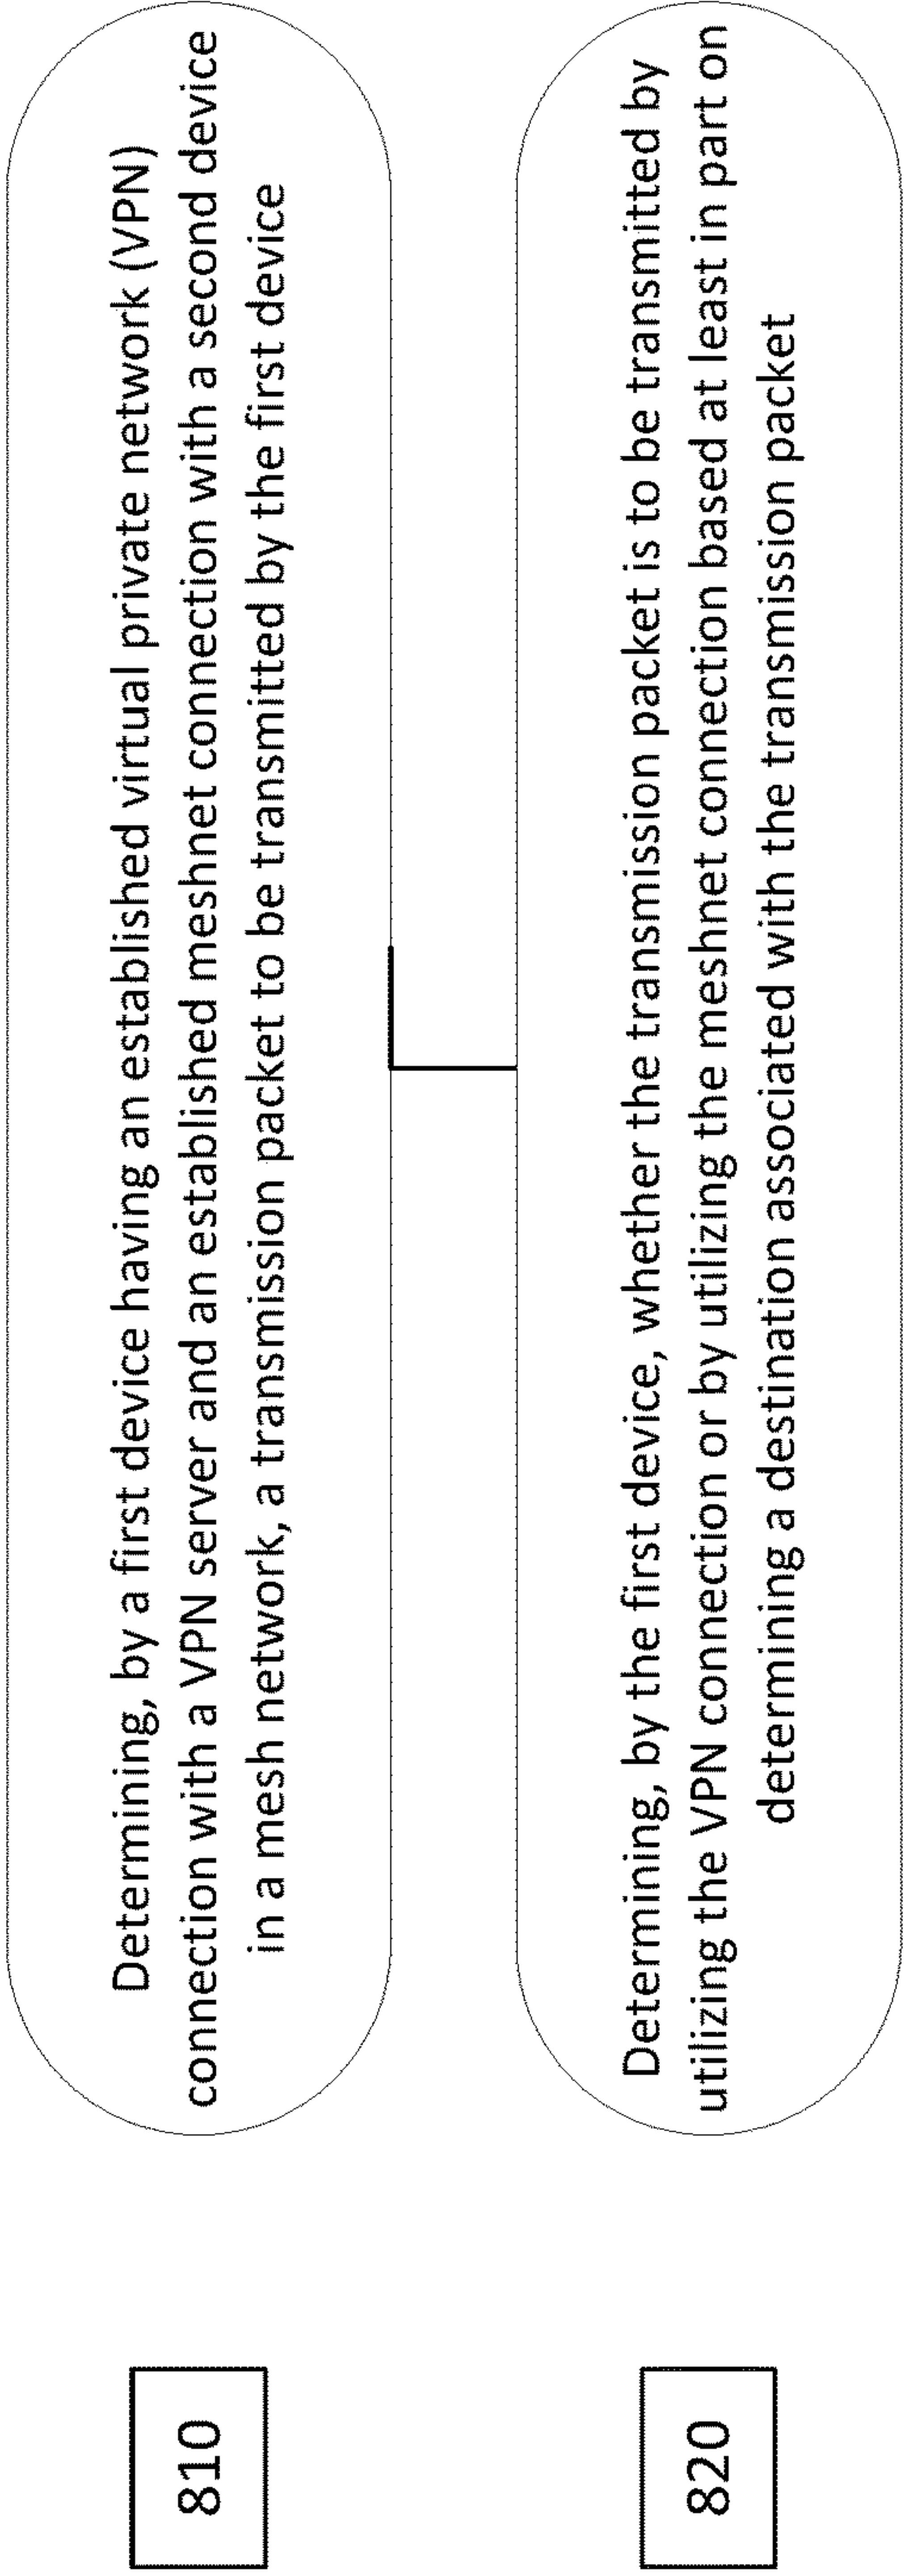 810
Determining, by a first device having an established virtual private network (VPN)
connection with a VPN server and an established meshnet connection with a second device
in a mesh network, a transmission packet to be transmitted by the first device
820
Determining, by the first device, whether the transmission packet is to be transmitted by
utilizing the VPN connection or by utilizing the meshnet connection based at least in part on
determining a destination associated with the transmission packet